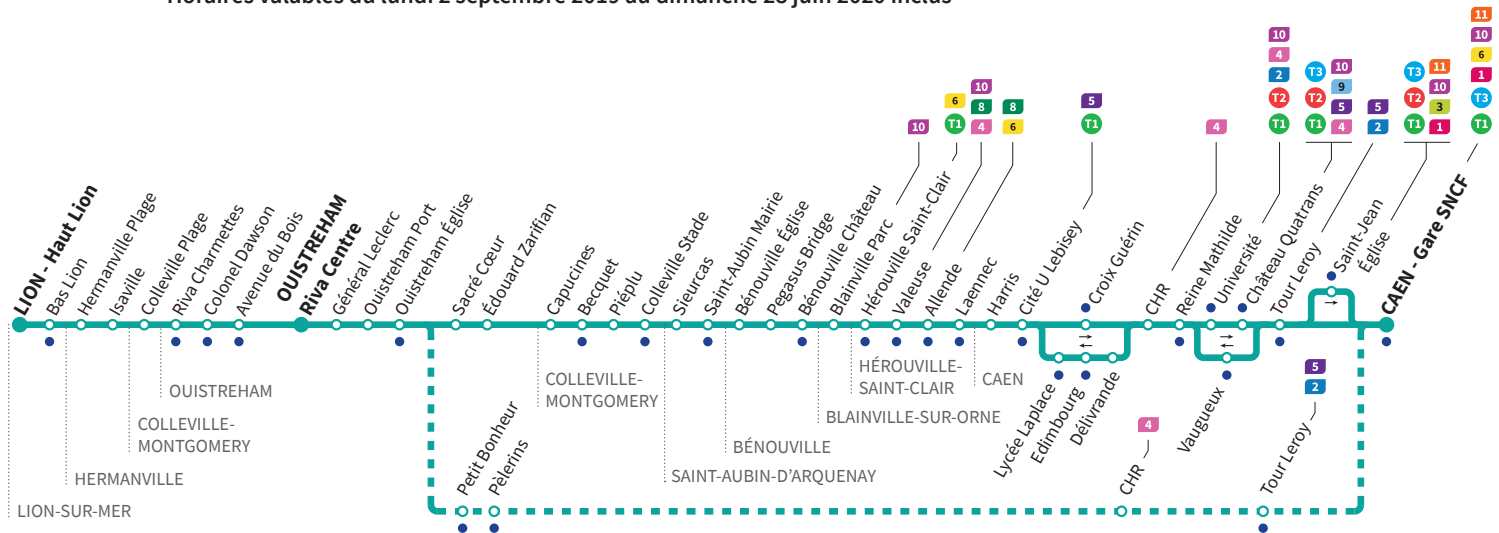 Horaires valables du lundi 2 septembre 2019 au dimanche 28 juin 2020 inclus
LION - Haut Lion
Bas Lion
Hermanville Plage
Isaville
Colleville Plage
Riva Charmettes
Colonel Dawson
Avenue du Bois
OUISTREHAM
Riva Centre
Général Leclerc
Ouistreham Port
Ouistreham Église
Sacré Cœur
Édouard Zarifian
Capucines
Becquet
Piéplu
Colleville Stade
Sieurcas
Saint-Aubin Mairie
Bénouville Église
Pegasus Bridge
Bénouville Château
10
Blainville Parc
Hérouville Saint-Clair
6
T1
Valeuse
10
8
4
Allende
8
6
Laennec
Harris
Cité U Lebisey
5
T1
Croix Guérin
CHR
4
Reine Mathilde
Université
10
4
2
T2
T1
Château Quatrans
T3
T2
T1
10
9
5
4
Tour Leroy
5
2
Saint-Jean
Église
T3
T2
T1
11
10
3
1
CAEN - Gare SNCF
11
10
6
1
T3
T1
Lycée Laplace
Edimbourg
Délivrande
Vaugueux
Petit Bonheur
Pèlerins
CHR
4
Tour Leroy
5
2
LION-SUR-MER
HERMANVILLE
COLLEVILLE-
MONTGOMERY
OUISTREHAM
COLLEVILLE-
MONTGOMERY
SAINT-AUBIN-D'ARQUENAY
BÉNOUVILLE
BLAINVILLE-SUR-ORNE
HÉROUVILLE-
SAINT-CLAIR
CAEN